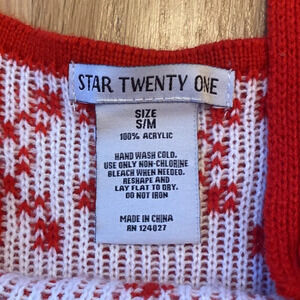 STAR TWENTY ONE
SIZE
S/M
100% ACRYLIC
HAND WASH COLD.
USE ONLY NON-CHLORINE
BLEACH WHEN NEEDED.
RESHAPE AND
LAY FLAT TO DRY.
DO NOT IRON
MADE IN CHINA
RN 124027